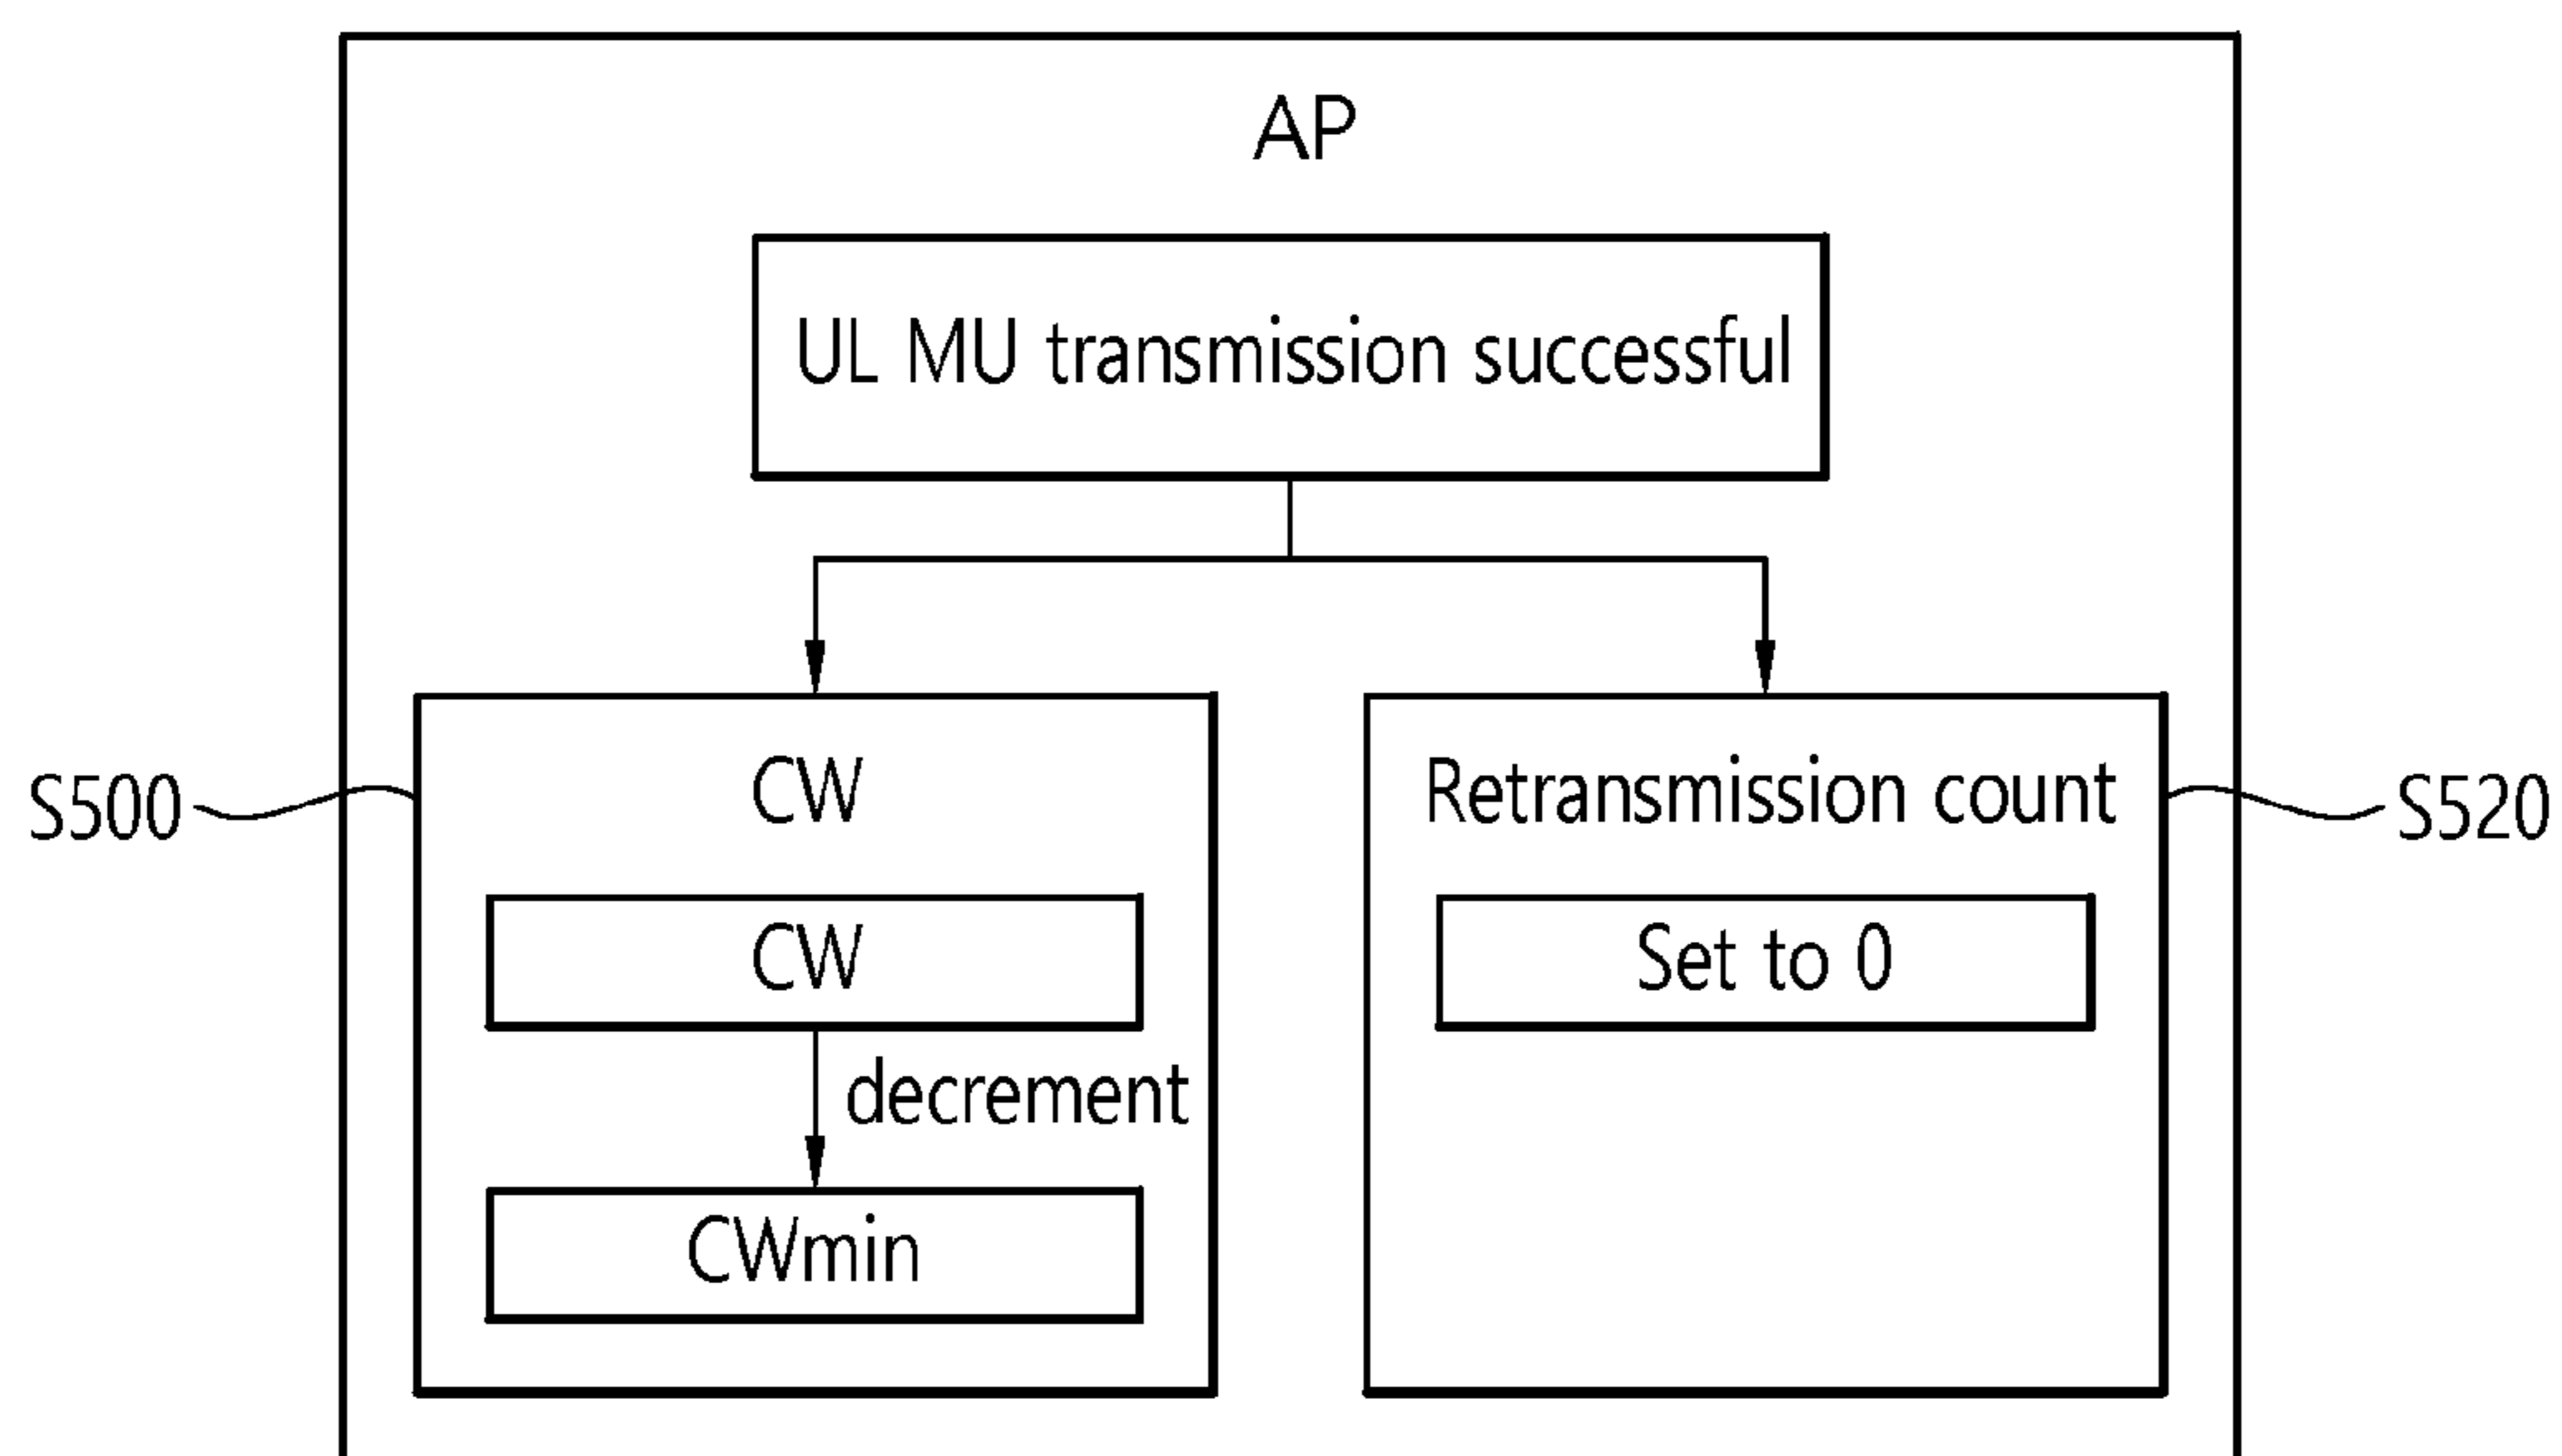 AP
UL MU transmission successful
S500
CW
CW
decrement
CWmin
Retransmission count
Set to 0
S520